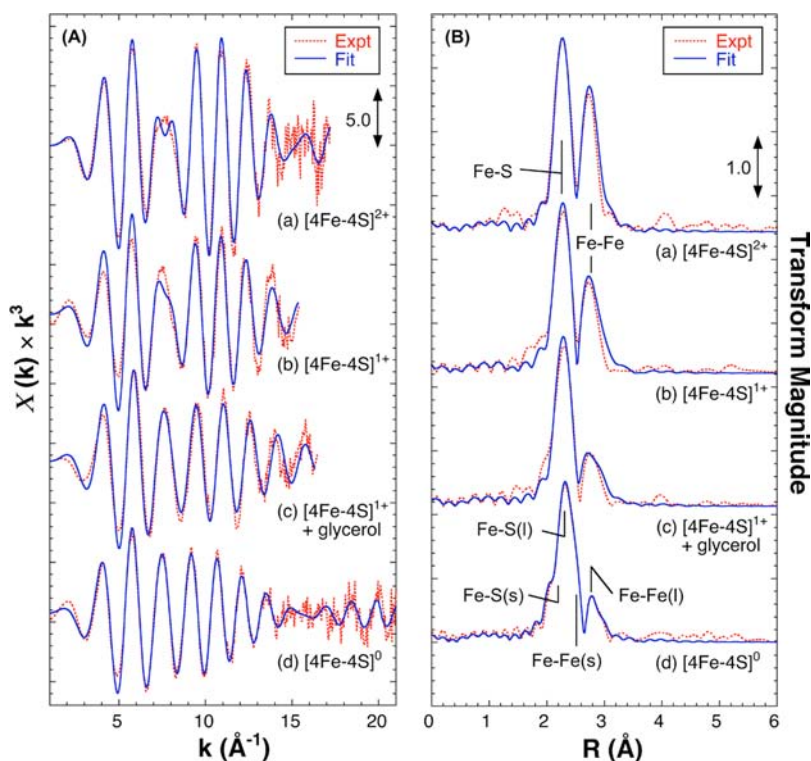 (A)
Expt
Fit
5.0
(a) [4Fe-4S]²⁺
(b) [4Fe-4S]¹⁺
(c) [4Fe-4S]¹⁺
+ glycerol
(d) [4Fe-4S]⁰
X (k) × k³
5 10 15 20
k (Å⁻¹)
(B)
Expt
Fit
1.0
Fe-S
Fe-Fe
(a) [4Fe-4S]²⁺
(b) [4Fe-4S]¹⁺
(c) [4Fe-4S]¹⁺
+ glycerol
Fe-S(l)
Fe-S(s)
Fe-Fe(l)
Fe-Fe(s)
(d) [4Fe-4S]⁰
0 1 2 3 4 5 6
R (Å)
Transform Magnitude